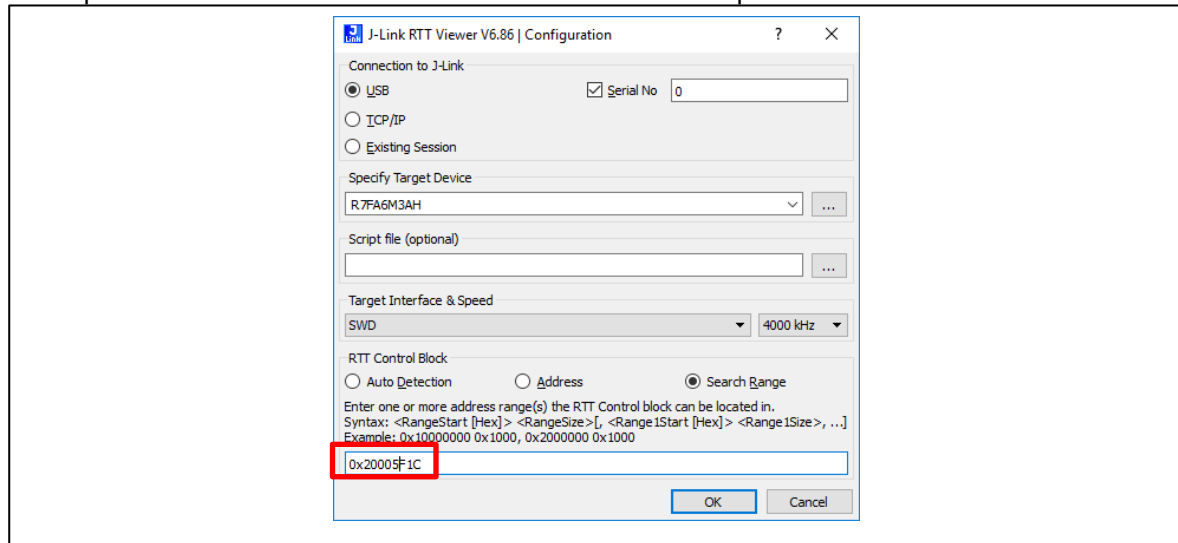 J-Link RTT Viewer V6.86 | Configuration ? ×
Connection to J-Link
USB Serial No 0
TCP/IP
Existing Session
Specify Target Device
R7FA6M3AH ...
Script file (optional)
...
Target Interface & Speed
SWD 4000 kHz
RTT Control Block
Auto Detection Address Search Range
Enter one or more address range(s) the RTT Control block can be located in.
Syntax: <RangeStart [Hex]> <RangeSize>[, <Range1Start [Hex]> <Range1Size>, ...]
Example: 0x10000000 0x1000, 0x2000000 0x1000
0x20005F1C
OK Cancel